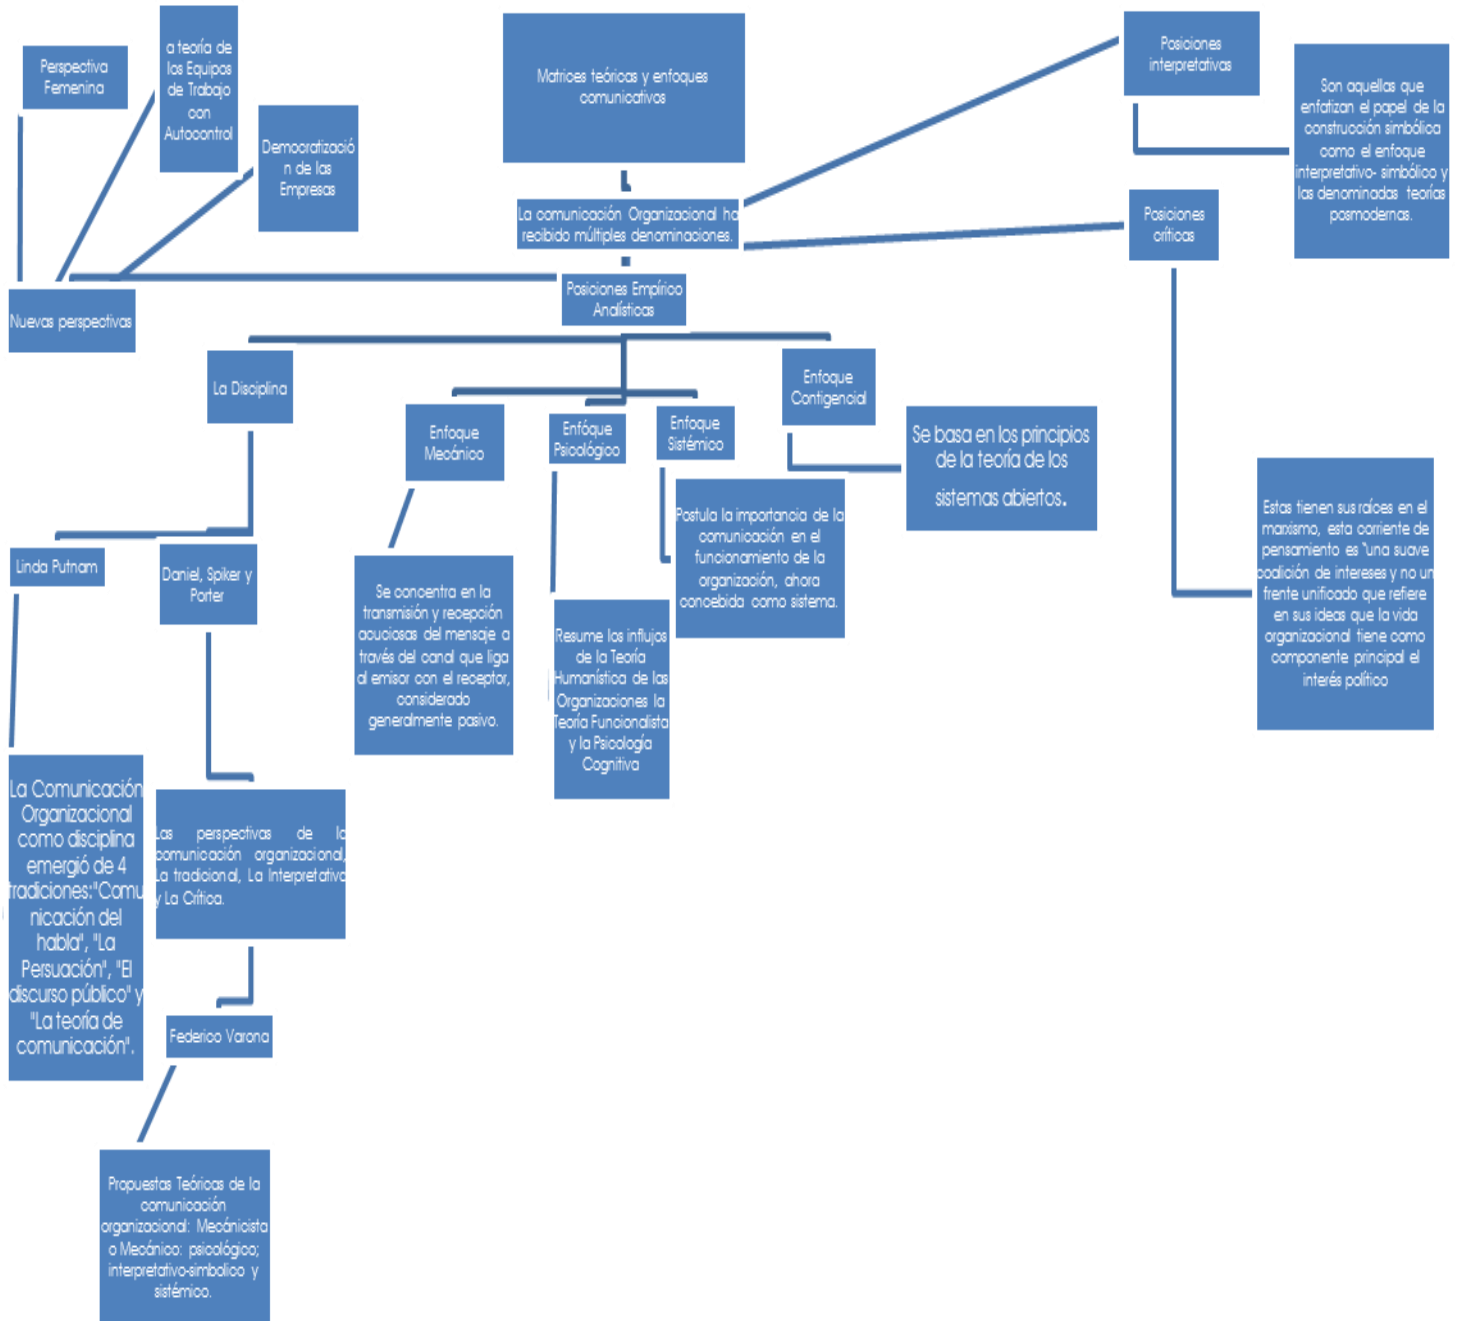 Perspectiva
Femenina
a teoría de
los Equipos
de Trabajo
con
Autocontrol
Democratizació
n de las
Empresas
Nuevas perspectivas
Matrices teóricas y enfoques
comunicativos
La comunicación Organizacional ha
recibido múltiples denominaciones.
Posiciones Empírico
Analísticas
Posiciones
interpretativas
Son aquellas que
enfatizan el papel de la
construcción simbólica
como el enfoque
interpretativo- simbólico y
las denominadas teorías
posmodernas.
Posiciones
críticas
Estas tienen sus raíces en el
marxismo, esta corriente de
pensamiento es "una suave
coalición de intereses y no un
frente unificado que refiere
en sus ideas que la vida
organizacional tiene como
componente principal el
interés político
La Disciplina
Enfoque
Mecánico
Enfóque
Psicológico
Enfoque
Sistémico
Enfoque
Contigencial
Se basa en los principios
de la teoría de los
sistemas abiertos.
Postula la importancia de la
comunicación en el
funcionamiento de la
organización, ahora
concebida como sistema.
Linda Putnam
Daniel, Spiker y
Porter
Se concentra en la
transmisión y recepción
acuciosas del mensaje a
través del canal que liga
al emisor con el receptor,
considerado
generalmente pasivo.
Resume los influjos
de la Teoría
Humanística de las
Organizaciones la
Teoría Funcionalista
y la Psicología
Cognitiva
La Comunicación
Organizacional
como disciplina
emergió de 4
tradiciones:"Comu
nicación del
habla", "La
Persuación", "El
discurso público" y
"La teoría de
comunicación".
Las perspectivas de la
comunicación organizacional,
La tradicional, La Interpretativa
y La Crítica.
Federico Varona
Propuestas Teóricas de la
comunicación
organizacional: Mecánicista
o Mecánico: psicológico;
interpretativo-simbolico y
sistémico.